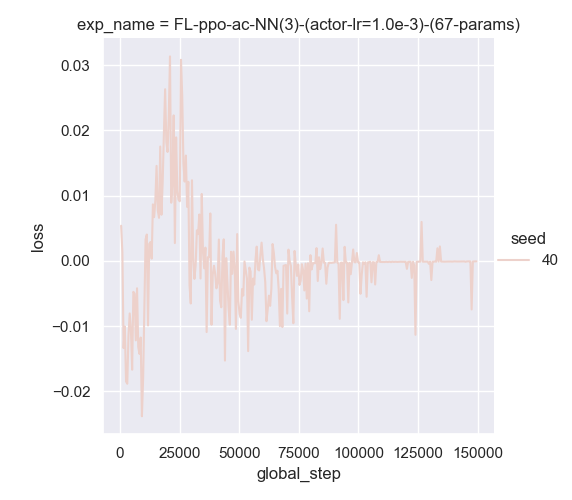 exp_name = FL-ppo-ac-NN(3)-(actor-lr=1.0e-3)-(67-params)
0.03
0.02
0.01
0.00
−0.01
−0.02
loss
0 25000 50000 75000 100000 125000 150000
global_step
seed
40